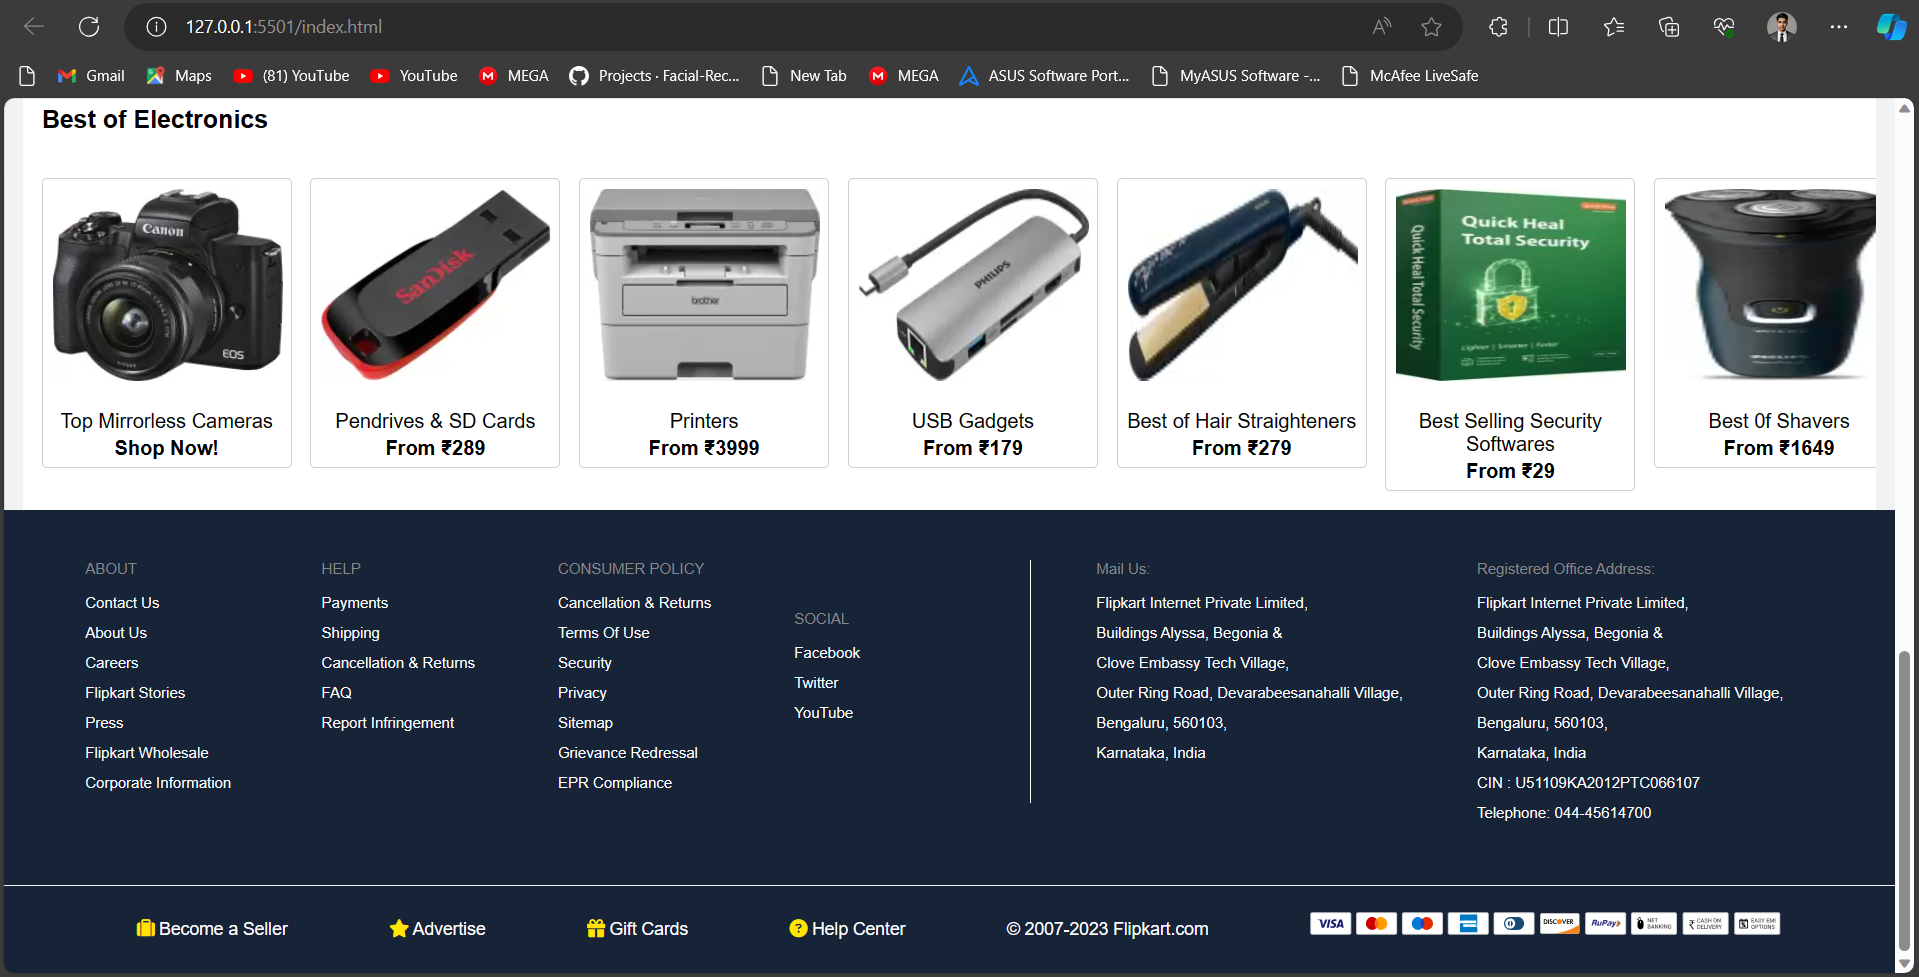 127.0.0.1:5501/index.html
Gmail
Maps
(81) YouTube
YouTube
MEGA
Projects · Facial-Rec...
New Tab
MEGA
ASUS Software Port...
MyASUS Software -...
McAfee LiveSafe
Best of Electronics
Canon
EOS
SanDisk
brother
PHILIPS
Quick Heal
Total Security
Quick Heal Total Security
Lighter | Smarter | Faster
Top Mirrorless Cameras
Shop Now!
Pendrives & SD Cards
From ₹289
Printers
From ₹3999
USB Gadgets
From ₹179
Best of Hair Straighteners
From ₹279
Best Selling Security
Softwares
From ₹29
Best 0f Shavers
From ₹1649
ABOUT
Contact Us
About Us
Careers
Flipkart Stories
Press
Flipkart Wholesale
Corporate Information
HELP
Payments
Shipping
Cancellation & Returns
FAQ
Report Infringement
CONSUMER POLICY
Cancellation & Returns
Terms Of Use
Security
Privacy
Sitemap
Grievance Redressal
EPR Compliance
SOCIAL
Facebook
Twitter
YouTube
Mail Us:
Flipkart Internet Private Limited,
Buildings Alyssa, Begonia &
Clove Embassy Tech Village,
Outer Ring Road, Devarabeesanahalli Village,
Bengaluru, 560103,
Karnataka, India
Registered Office Address:
Flipkart Internet Private Limited,
Buildings Alyssa, Begonia &
Clove Embassy Tech Village,
Outer Ring Road, Devarabeesanahalli Village,
Bengaluru, 560103,
Karnataka, India
CIN : U51109KA2012PTC066107
Telephone: 044-45614700
Become a Seller
Advertise
Gift Cards
Help Center
© 2007-2023 Flipkart.com
VISA
DISCOVER
RuPay
NET
BANKING
CASH ON
DELIVERY
EASY EMI
OPTIONS